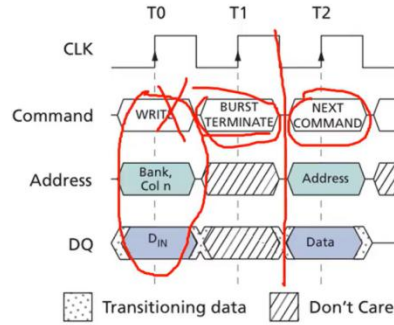 T0 T1 T2
CLK
Command WRITE BURST TERMINATE NEXT COMMAND
Address Bank, Col n Address
DQ DIN Data
Transitioning data Don't Care